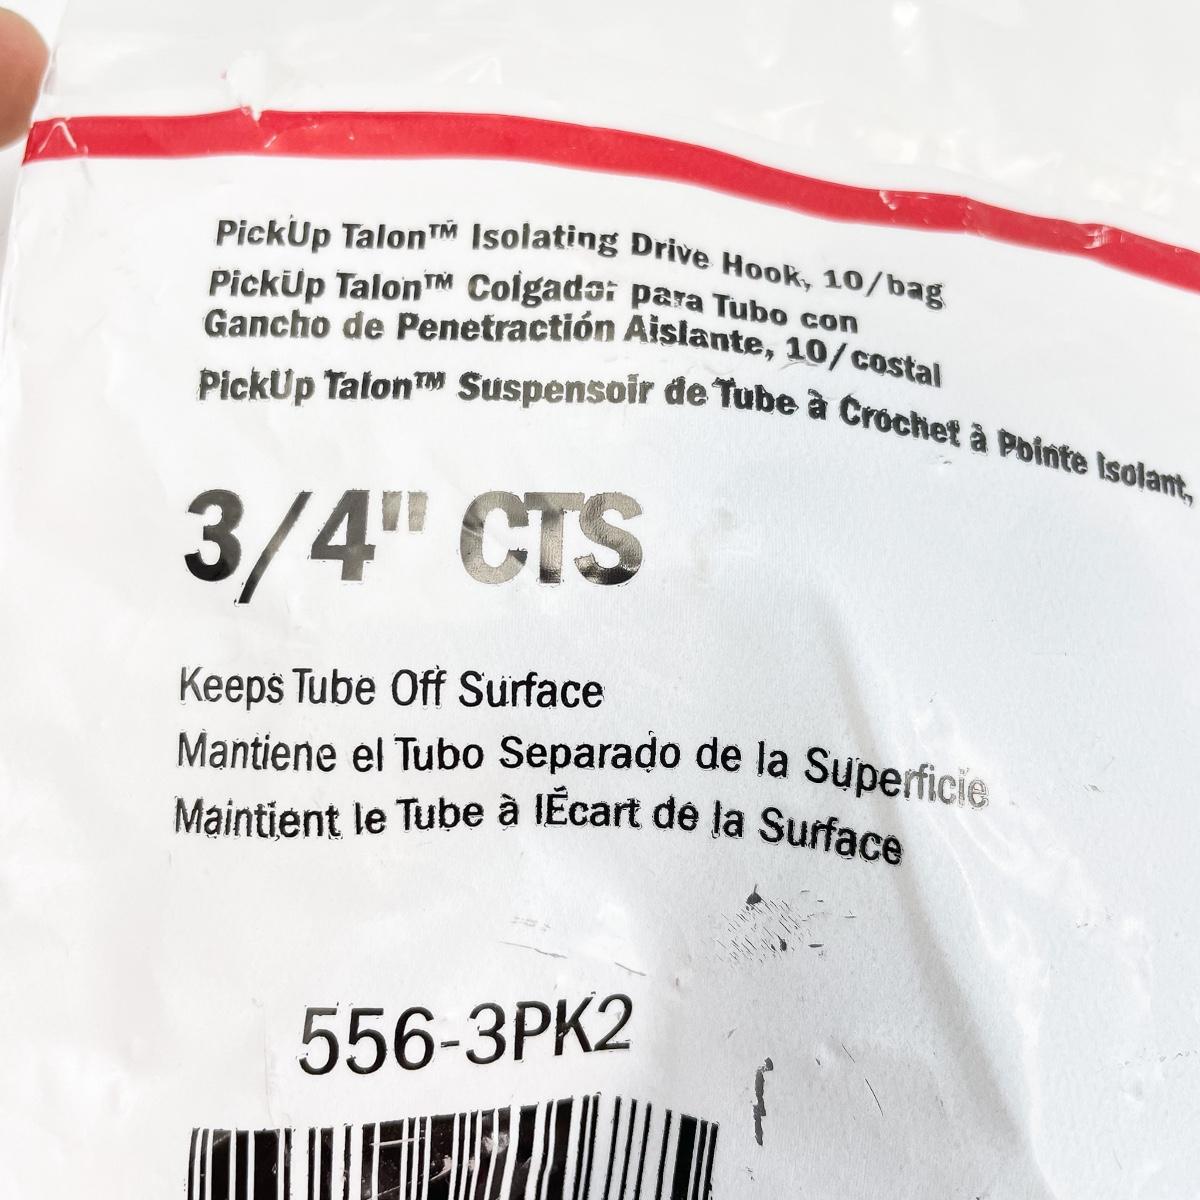 PickUp Talon™ Isolating Drive Hook, 10/bag
PickUp Talon™ Colgador para Tubo con
Gancho de Penetractión Aislante, 10/costal
PickUp Talon™ Suspensoir de Tube à Crochet à Pointe Isolant,
3/4" CTS
Keeps Tube Off Surface
Mantiene el Tubo Separado de la Superficie
Maintient le Tube à lÉcart de la Surface
556-3PK2